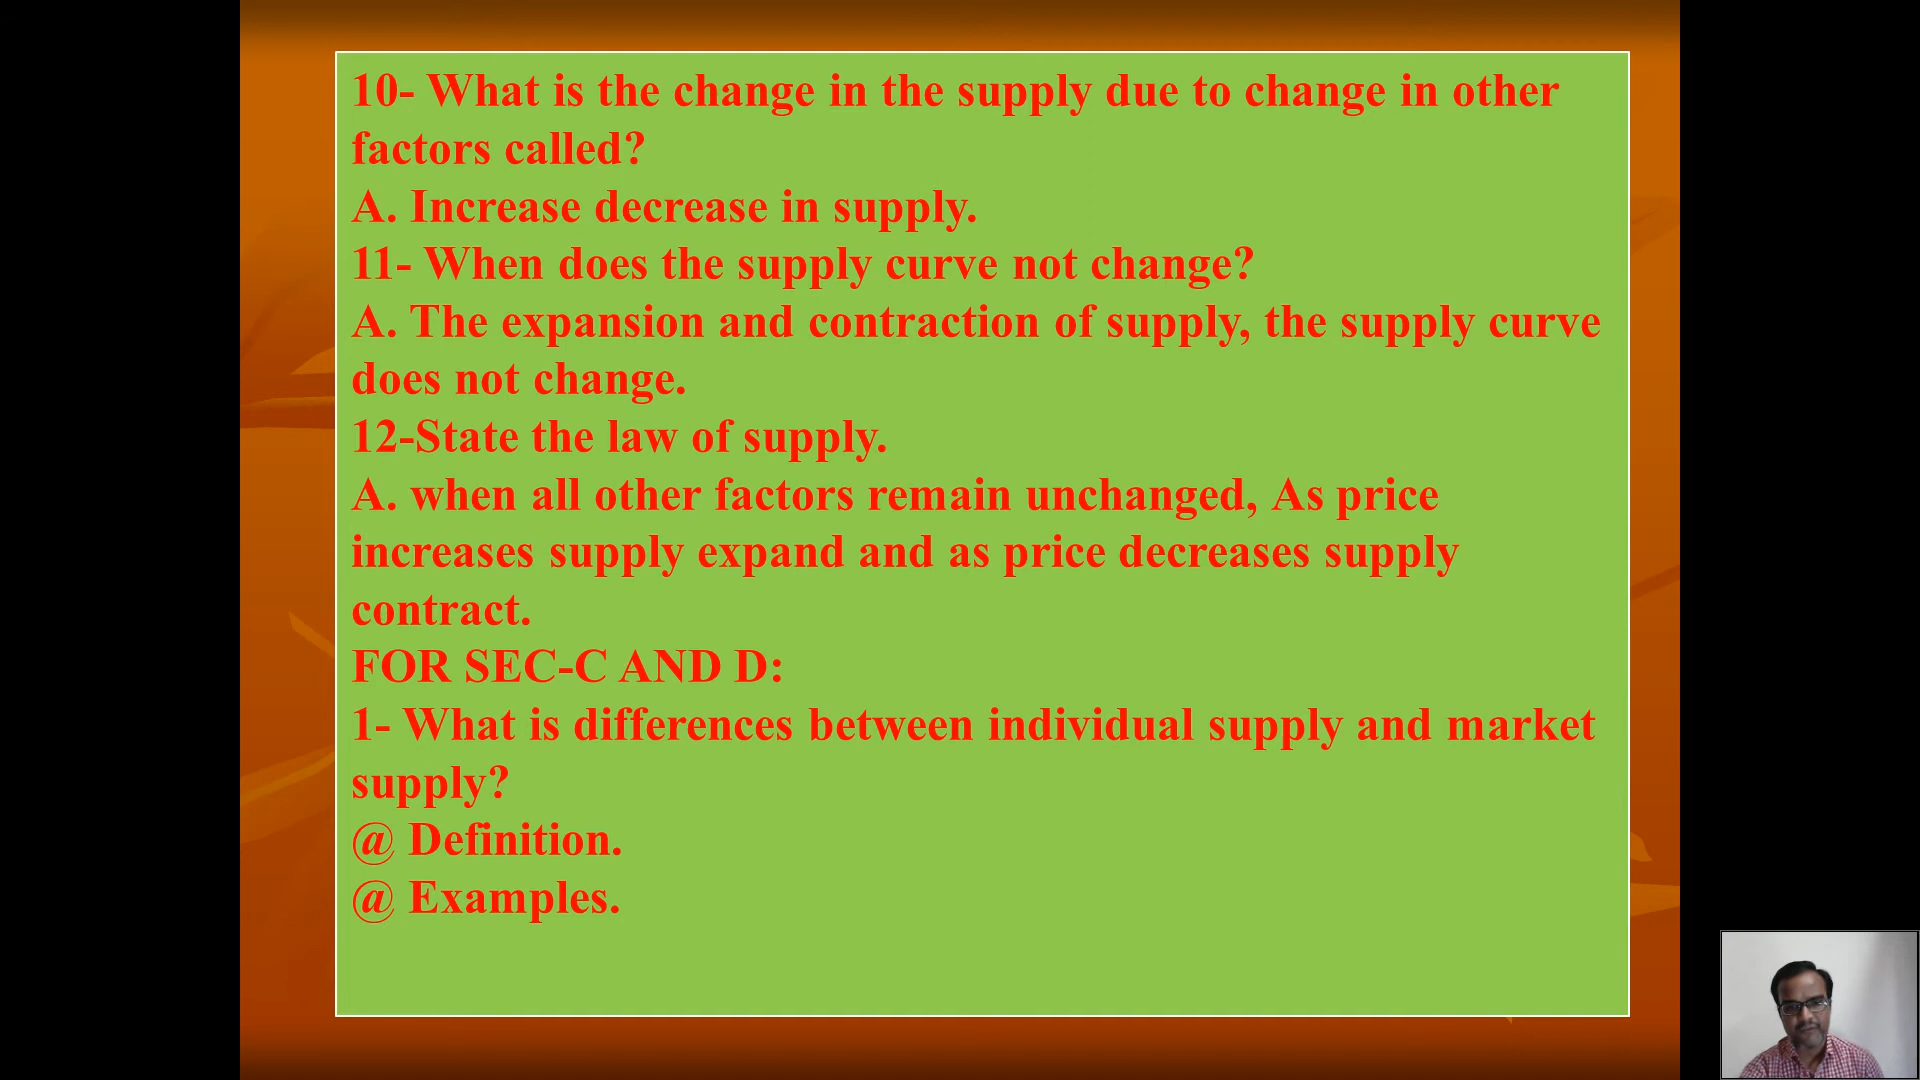 10- What is the change in the supply due to change in other
factors called?
A. Increase decrease in supply.
11- When does the supply curve not change?
A. The expansion and contraction of supply, the supply curve
does not change.
12-State the law of supply.
A. when all other factors remain unchanged, As price
increases supply expand and as price decreases supply
contract.
FOR SEC-C AND D:
1- What is differences between individual supply and market
supply?
@ Definition.
@ Examples.